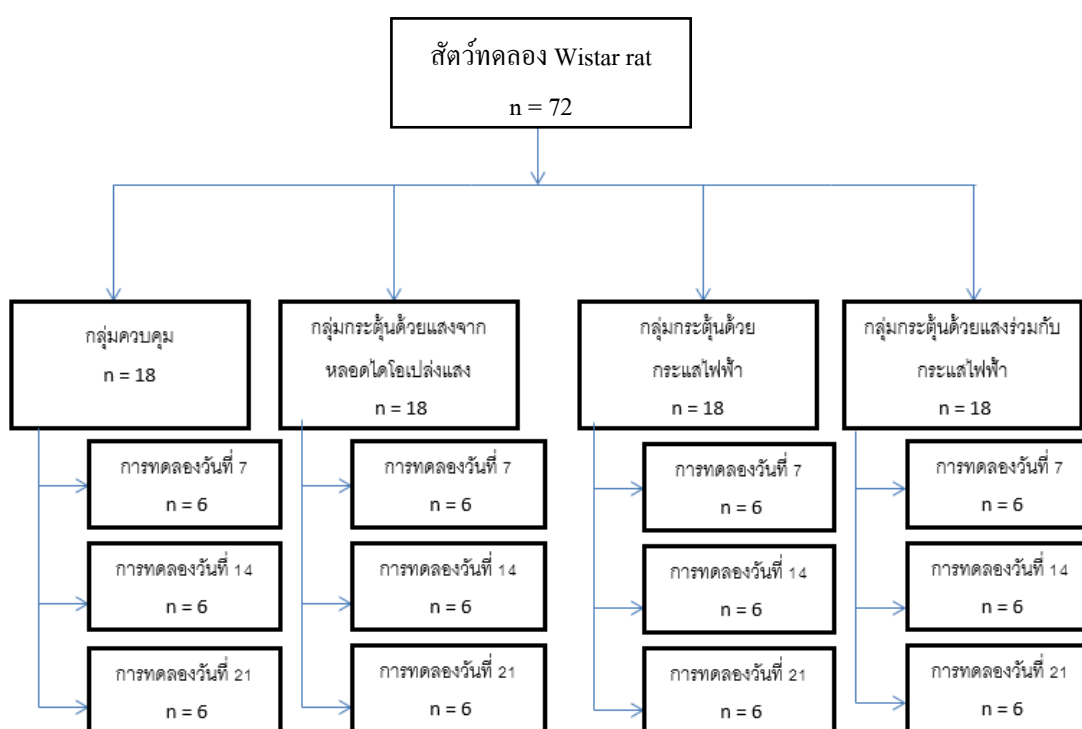 สัตว์ทดลอง Wistar rat
n = 72
กลุ่มควบคุม
n = 18
กลุ่มกระตุ้นด้วยแสงจาก
หลอดไดโอเปล่งแสง
n = 18
กลุ่มกระตุ้นด้วย
กระแสไฟฟ้า
n = 18
กลุ่มกระตุ้นด้วยแสงร่วมกับ
กระแสไฟฟ้า
n = 18
การทดลองวันที่ 7
n = 6
การทดลองวันที่ 14
n = 6
การทดลองวันที่ 21
n = 6
การทดลองวันที่ 7
n = 6
การทดลองวันที่ 14
n = 6
การทดลองวันที่ 21
n = 6
การทดลองวันที่ 7
n = 6
การทดลองวันที่ 14
n = 6
การทดลองวันที่ 21
n = 6
การทดลองวันที่ 7
n = 6
การทดลองวันที่ 14
n = 6
การทดลองวันที่ 21
n = 6